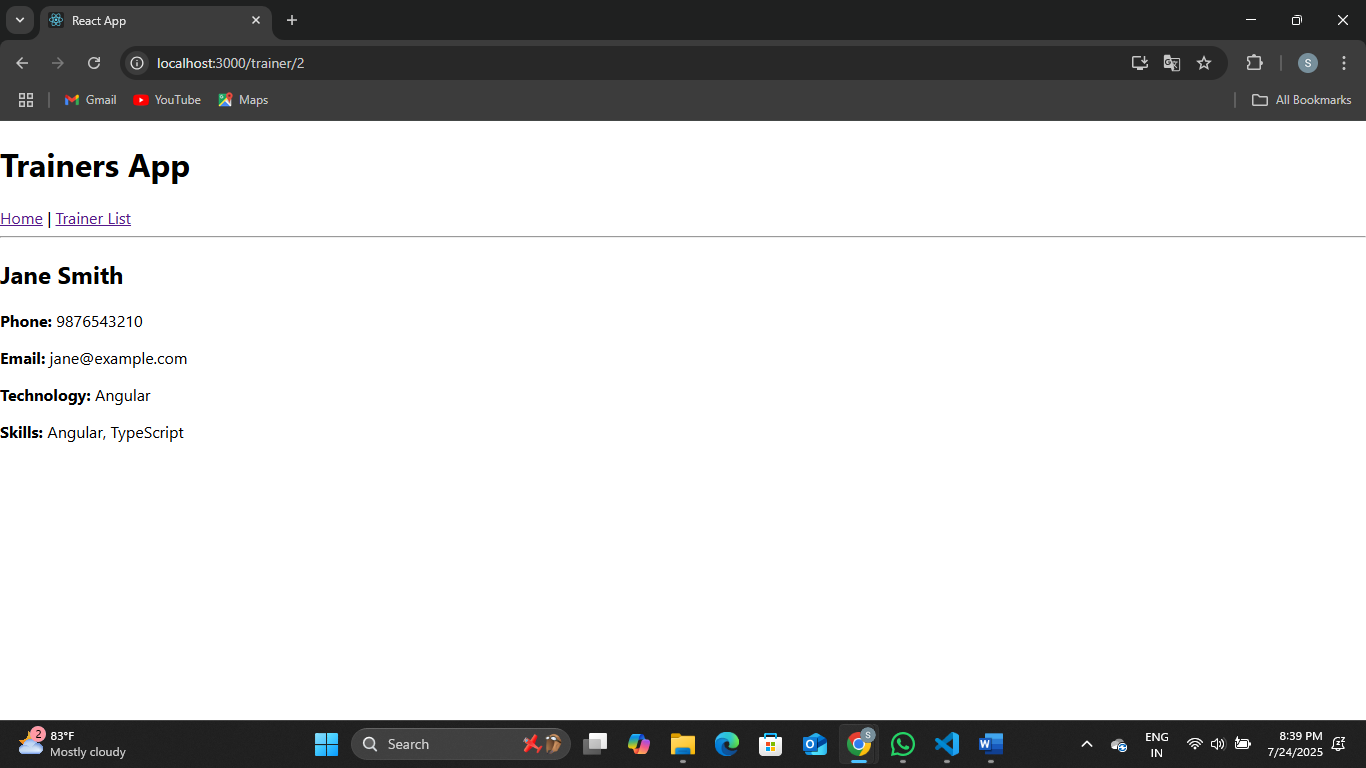 React App
localhost:3000/trainer/2
S
Gmail
YouTube
Maps
All Bookmarks
Trainers App
Home | Trainer List
Jane Smith
Phone: 9876543210
Email: jane@example.com
Technology: Angular
Skills: Angular, TypeScript
2
83°F
Mostly cloudy
Search
S
ENG
IN
8:39 PM
7/24/2025